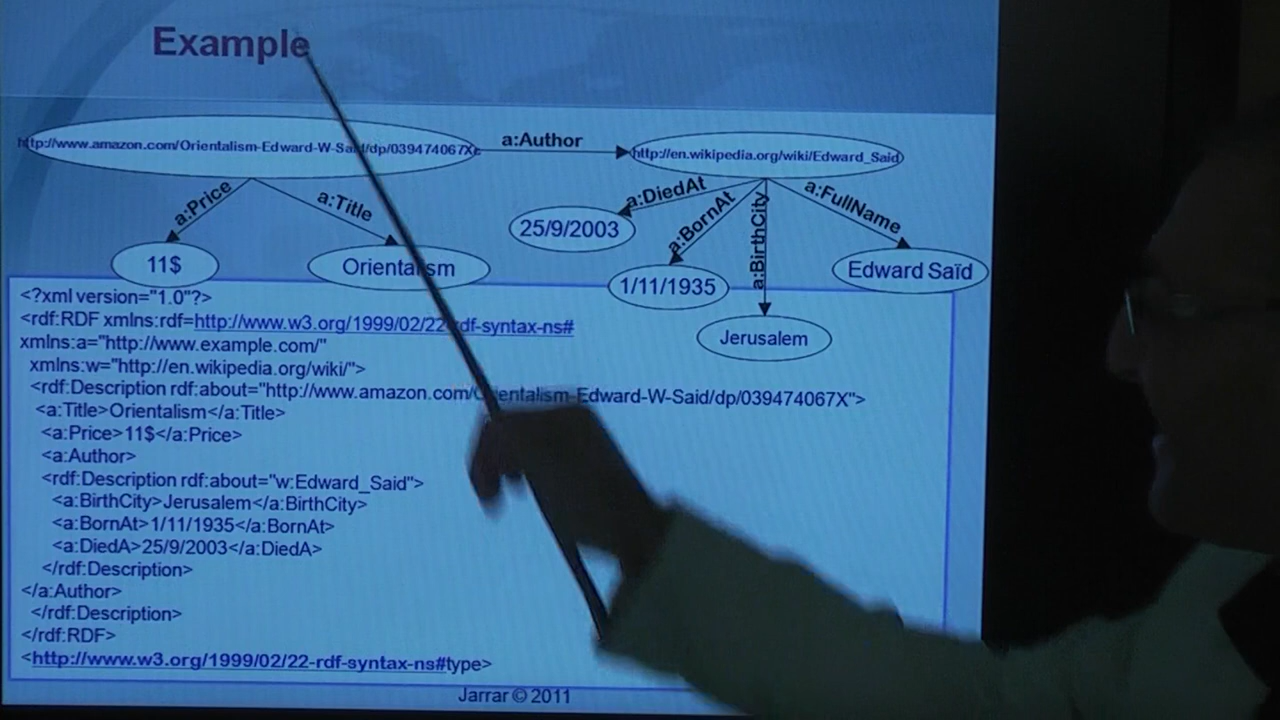 Example
http://www.amazon.com/Orientalism-Edward-W-Said/dp/039474067X
a:Author
http://en.wikipedia.org/wiki/Edward_Said
a:Price
a:Title
a:DiedAt
a:BornAt
a:BirthCity
a:FullName
11$
Orientalism
25/9/2003
1/11/1935
Jerusalem
Edward Saïd
<?xml version="1.0"?>
<rdf:RDF xmlns:rdf=http://www.w3.org/1999/02/22-rdf-syntax-ns#
xmlns:a="http://www.example.com/"
xmlns:w="http://en.wikipedia.org/wiki/">
<rdf:Description rdf:about="http://www.amazon.com/Orientalism-Edward-W-Said/dp/039474067X">
<a:Title>Orientalism</a:Title>
<a:Price>11$</a:Price>
<a:Author>
<rdf:Description rdf:about="w:Edward_Said">
<a:BirthCity>Jerusalem</a:BirthCity>
<a:BornAt>1/11/1935</a:BornAt>
<a:DiedA>25/9/2003</a:DiedA>
</rdf:Description>
</a:Author>
</rdf:Description>
</rdf:RDF>
<http://www.w3.org/1999/02/22-rdf-syntax-ns#type>
Jarrar © 2011